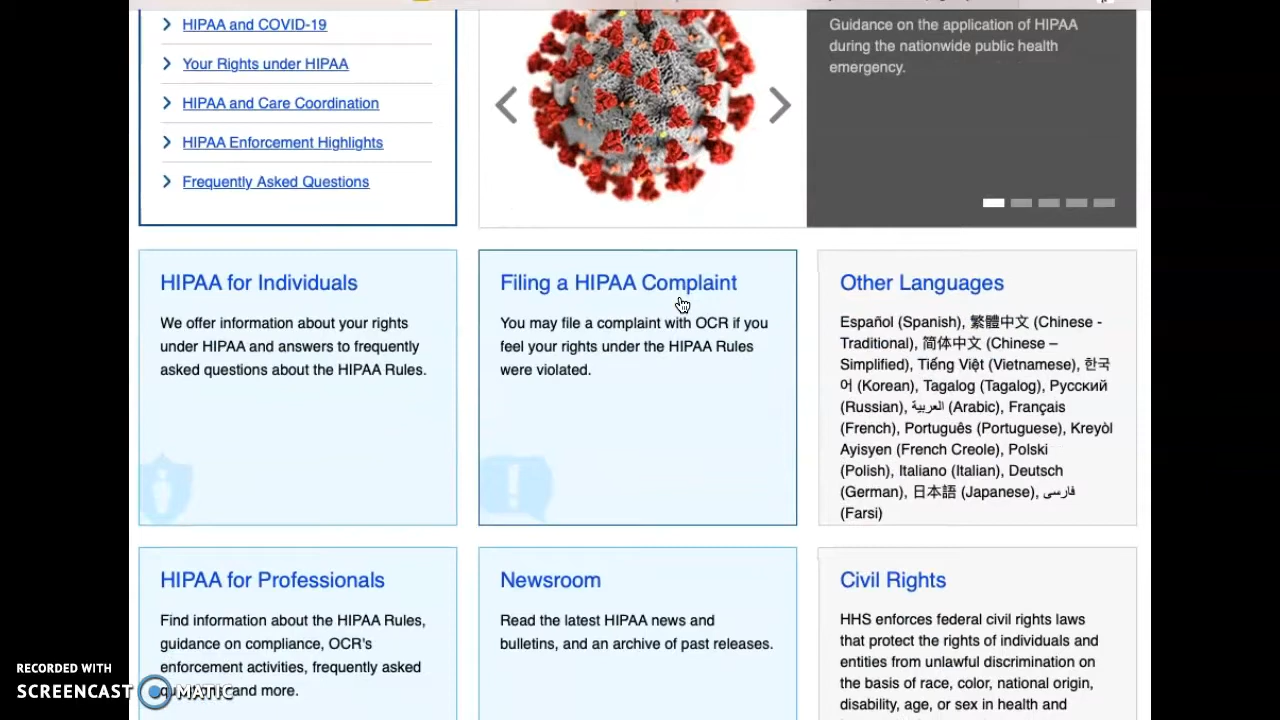 HIPAA and COVID-19
Your Rights under HIPAA
HIPAA and Care Coordination
HIPAA Enforcement Highlights
Frequently Asked Questions
Guidance on the application of HIPAA
during the nationwide public health
emergency.
HIPAA for Individuals
We offer information about your rights
under HIPAA and answers to frequently
asked questions about the HIPAA Rules.
Filing a HIPAA Complaint
You may file a complaint with OCR if you
feel your rights under the HIPAA Rules
were violated.
Other Languages
Español (Spanish), 繁體中文 (Chinese -
Traditional), 简体中文 (Chinese –
Simplified), Tiếng Việt (Vietnamese), 한국
어 (Korean), Tagalog (Tagalog), Русский
(Russian), العربية (Arabic), Français
(French), Português (Portuguese), Kreyòl
Ayisyen (French Creole), Polski
(Polish), Italiano (Italian), Deutsch
(German), 日本語 (Japanese), فارسی
(Farsi)
HIPAA for Professionals
Find information about the HIPAA Rules,
guidance on compliance, OCR's
enforcement activities, frequently asked
and more.
Newsroom
Read the latest HIPAA news and
bulletins, and an archive of past releases.
Civil Rights
HHS enforces federal civil rights laws
that protect the rights of individuals and
entities from unlawful discrimination on
the basis of race, color, national origin,
disability, age, or sex in health and
RECORDED WITH
SCREENCAST MATIC